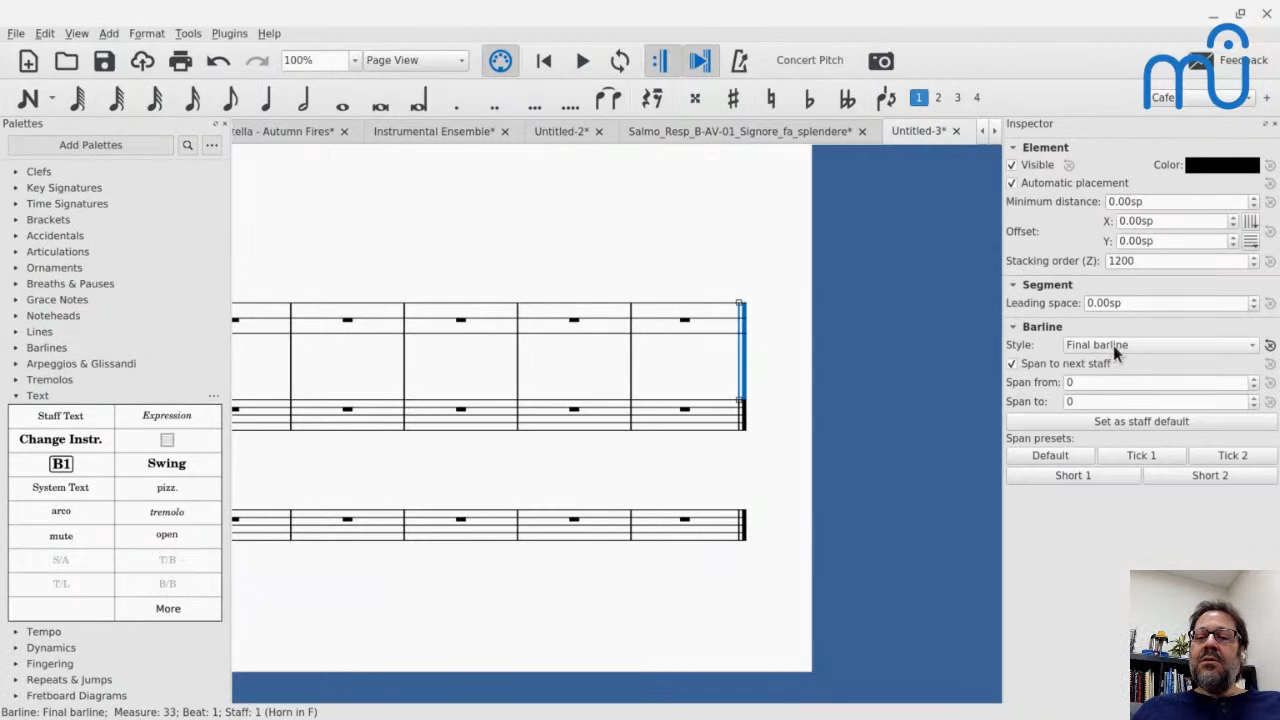 File Edit View Add Format Tools Plugins Help
100% Page View Concert Pitch Feedback
1 2 3 4 Cafe +
Palettes
Add Palettes ...
Clefs
Key Signatures
Time Signatures
Brackets
Accidentals
Articulations
Ornaments
Breaths & Pauses
Grace Notes
Noteheads
Lines
Barlines
Arpeggios & Glissandi
Tremolos
Text ...
Staff Text Expression
Change Instr.
B1 Swing
System Text pizz.
arco tremolo
mute open
S/A T/B
T/L B/B
More
Tempo
Dynamics
Fingering
Repeats & Jumps
Fretboard Diagrams
tella - Autumn Fires* Instrumental Ensemble* Untitled-2* Salmo_Resp_B-AV-01_Signore_fa_splendere* Untitled-3*
Inspector
Element
Visible Color:
Automatic placement
Minimum distance: 0.00sp
Offset: X: 0.00sp
Y: 0.00sp
Stacking order (Z): 1200
Segment
Leading space: 0.00sp
Barline
Style: Final barline
Span to next staff
Span from: 0
Span to: 0
Set as staff default
Span presets:
Default Tick 1 Tick 2
Short 1 Short 2
Barline: Final barline; Measure: 33; Beat: 1; Staff: 1 (Horn in F)